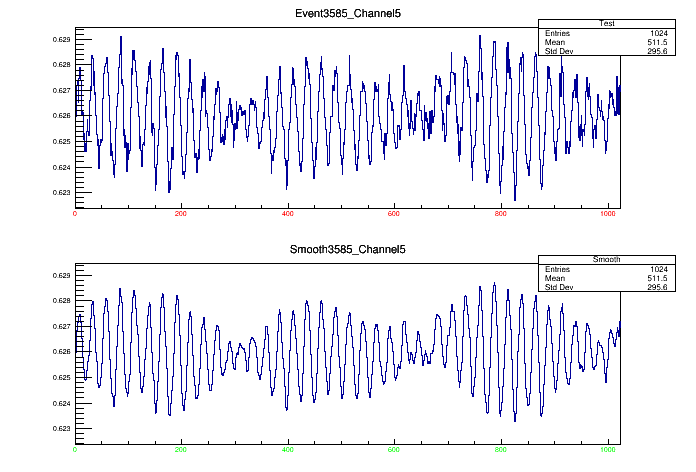 Event3585_Channel5
Test
Entries 1024
Mean 511.5
Std Dev 295.6
0.629
0.628
0.627
0.626
0.625
0.624
0.623
0 200 400 600 800 1000
Smooth3585_Channel5
Smooth
Entries 1024
Mean 511.5
Std Dev 295.6
0.629
0.628
0.627
0.626
0.625
0.624
0.623
0 200 400 600 800 1000